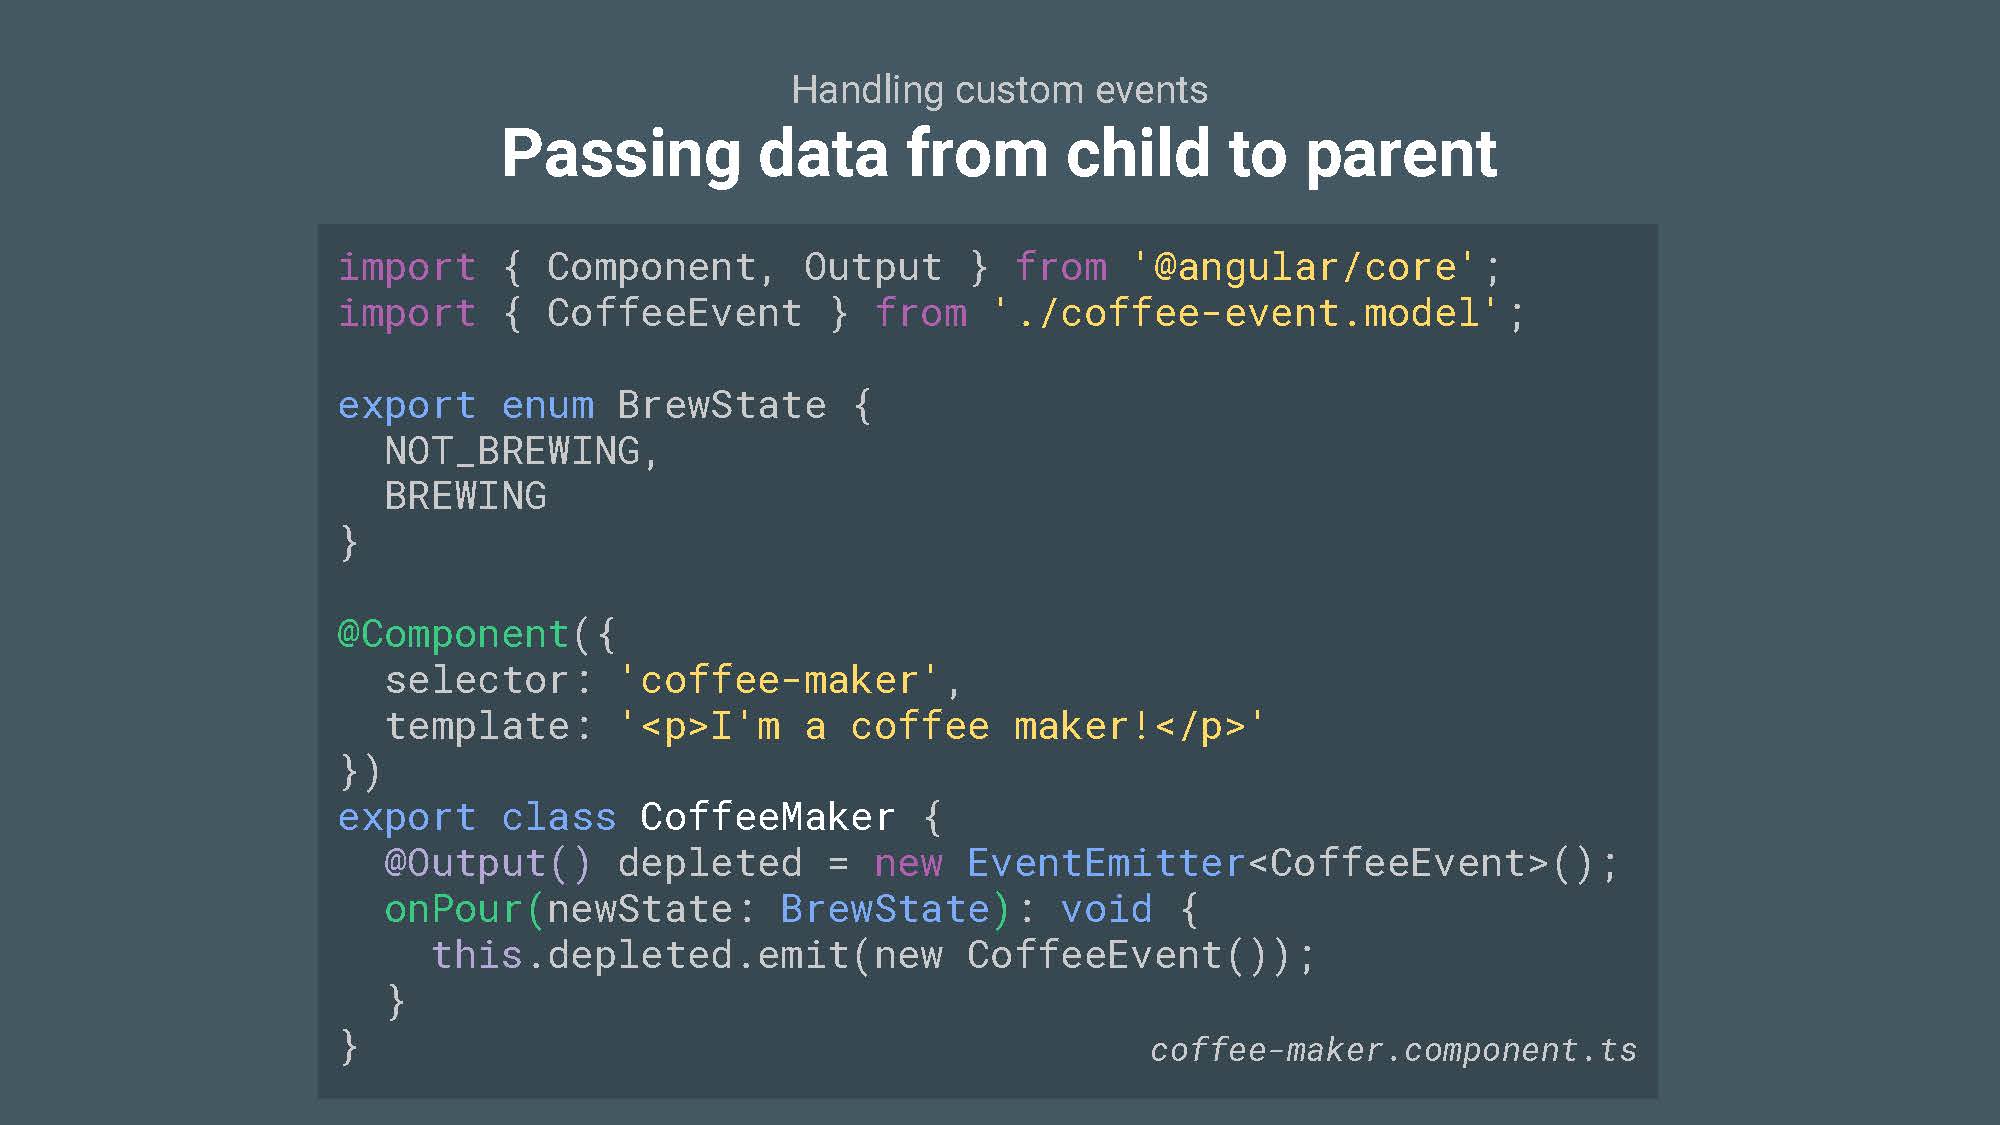 Handling custom events
Passing data from child to parent
import { Component, Output } from '@angular/core';
import { CoffeeEvent } from './coffee-event.model';
export enum BrewState {
  NOT_BREWING,
  BREWING
}
@Component({
  selector: 'coffee-maker',
  template: '<p>I'm a coffee maker!</p>'
})
export class CoffeeMaker {
  @Output() depleted = new EventEmitter<CoffeeEvent>();
  onPour(newState: BrewState): void {
    this.depleted.emit(new CoffeeEvent());
  }
}
coffee-maker.component.ts